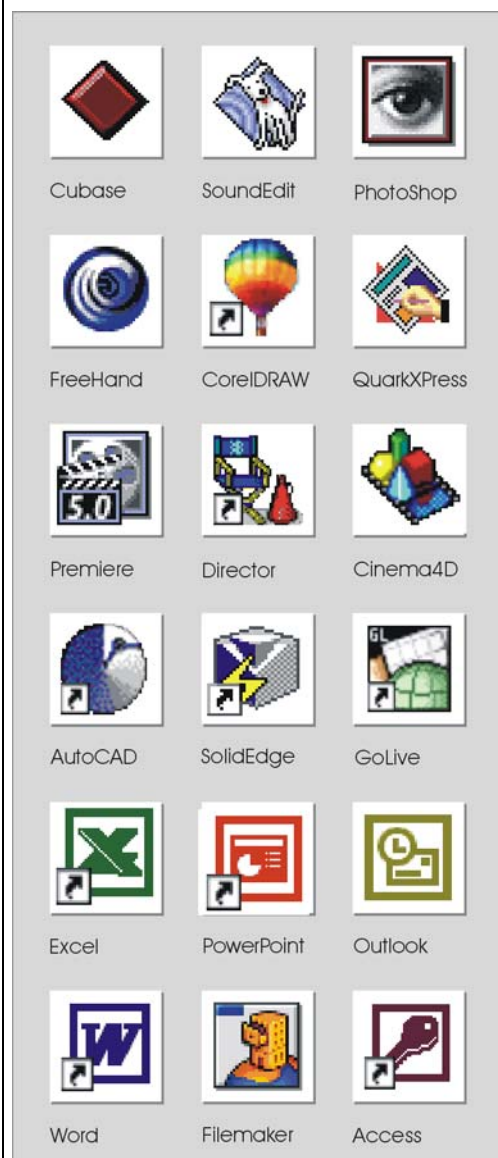 Cubase SoundEdit PhotoShop
FreeHand CorelDRAW QuarkXPress
5.0
Premiere Director Cinema4D
GL
AutoCAD SolidEdge GoLive
Excel PowerPoint Outlook
W
Word Filemaker Access